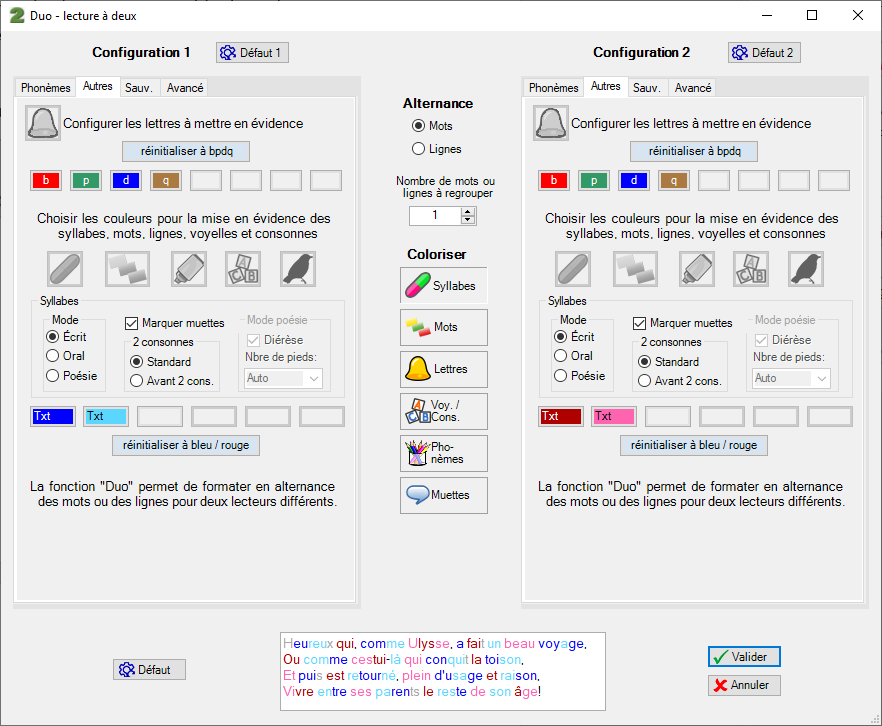 Duo - lecture à deux
Configuration 1
Défaut 1
Configuration 2
Défaut 2
Phonèmes Autres Sauv. Avancé
Configurer les lettres à mettre en évidence
réinitialiser à bpdq
b p d q
Choisir les couleurs pour la mise en évidence des
syllabes, mots, lignes, voyelles et consonnes
A B C
Syllabes
Mode
Écrit
Oral
Poésie
Marquer muettes
2 consonnes
Standard
Avant 2 cons.
Mode poésie
Diérèse
Nbre de pieds:
Auto
Txt Txt
réinitialiser à bleu / rouge
La fonction "Duo" permet de formater en alternance
des mots ou des lignes pour deux lecteurs différents.
Alternance
Mots
Lignes
Nombre de mots ou
lignes à regrouper
1
Coloriser
Syllabes
Mots
Lettres
A B C
Voy. /
Cons.
Pho-
nèmes
Muettes
Phonèmes Autres Sauv. Avancé
Configurer les lettres à mettre en évidence
réinitialiser à bpdq
b p d q
Choisir les couleurs pour la mise en évidence des
syllabes, mots, lignes, voyelles et consonnes
A B C
Syllabes
Mode
Écrit
Oral
Poésie
Marquer muettes
2 consonnes
Standard
Avant 2 cons.
Mode poésie
Diérèse
Nbre de pieds:
Auto
Txt Txt
réinitialiser à bleu / rouge
La fonction "Duo" permet de formater en alternance
des mots ou des lignes pour deux lecteurs différents.
Défaut
Heureux qui, comme Ulysse, a fait un beau voyage,
Ou comme cestui-là qui conquit la toison,
Et puis est retourné, plein d'usage et raison,
Vivre entre ses parents le reste de son âge!
Valider
Annuler